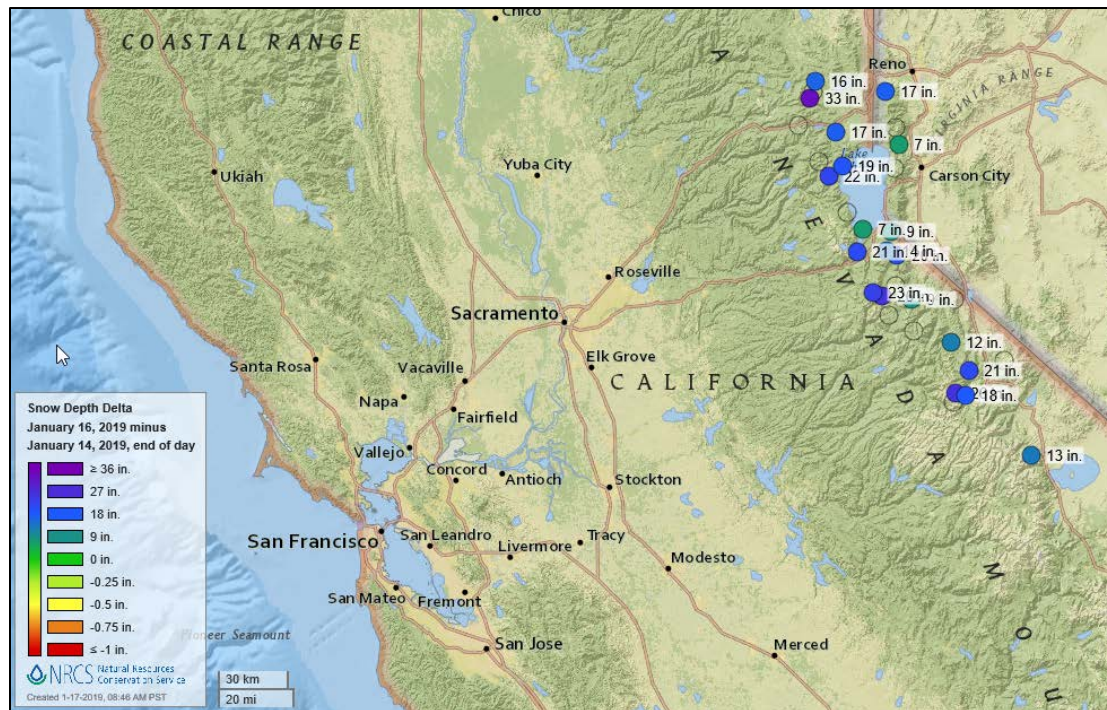 Chico
COASTAL RANGE
A
Reno
16 in.
33 in.
17 in.
VIRGINIA RANGE
17 in.
7 in.
Lake
19 in.
22 in.
Carson City
N
Yuba City
Ukiah
E
7 in.
9 in.
21 in.
4 in.
V
Roseville
23 in.
9 in.
Sacramento
A
12 in.
Santa Rosa
Elk Grove
21 in.
Vacaville
CALIFORNIA
D
18 in.
Napa
Fairfield
Vallejo
A
13 in.
Concord
Antioch
Stockton
San Francisco
San Leandro
Livermore
Tracy
Modesto
M
San Mateo
Fremont
O
Pioneer Seamount
San Jose
Merced
U
Snow Depth Delta
January 16, 2019 minus
January 14, 2019, end of day
≥ 36 in.
27 in.
18 in.
9 in.
0 in.
-0.25 in.
-0.5 in.
-0.75 in.
≤ -1 in.
NRCS Natural Resources
Conservation Service
Created 1-17-2019, 08:46 AM PST
30 km
20 mi